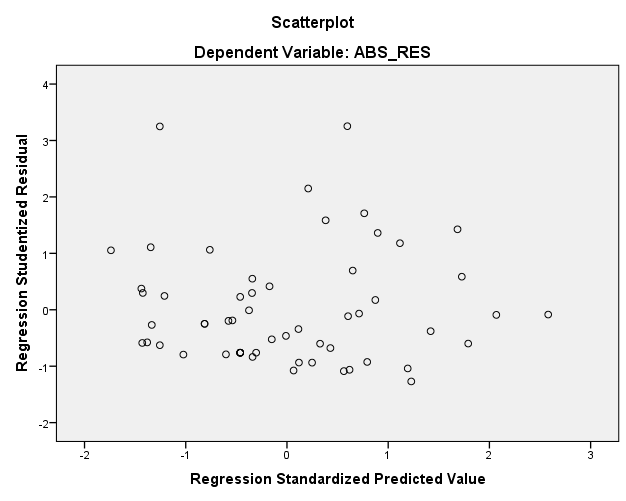 Scatterplot
Dependent Variable: ABS_RES
Regression Studentized Residual
4
3
2
1
0
-1
-2
-2 -1 0 1 2 3
Regression Standardized Predicted Value